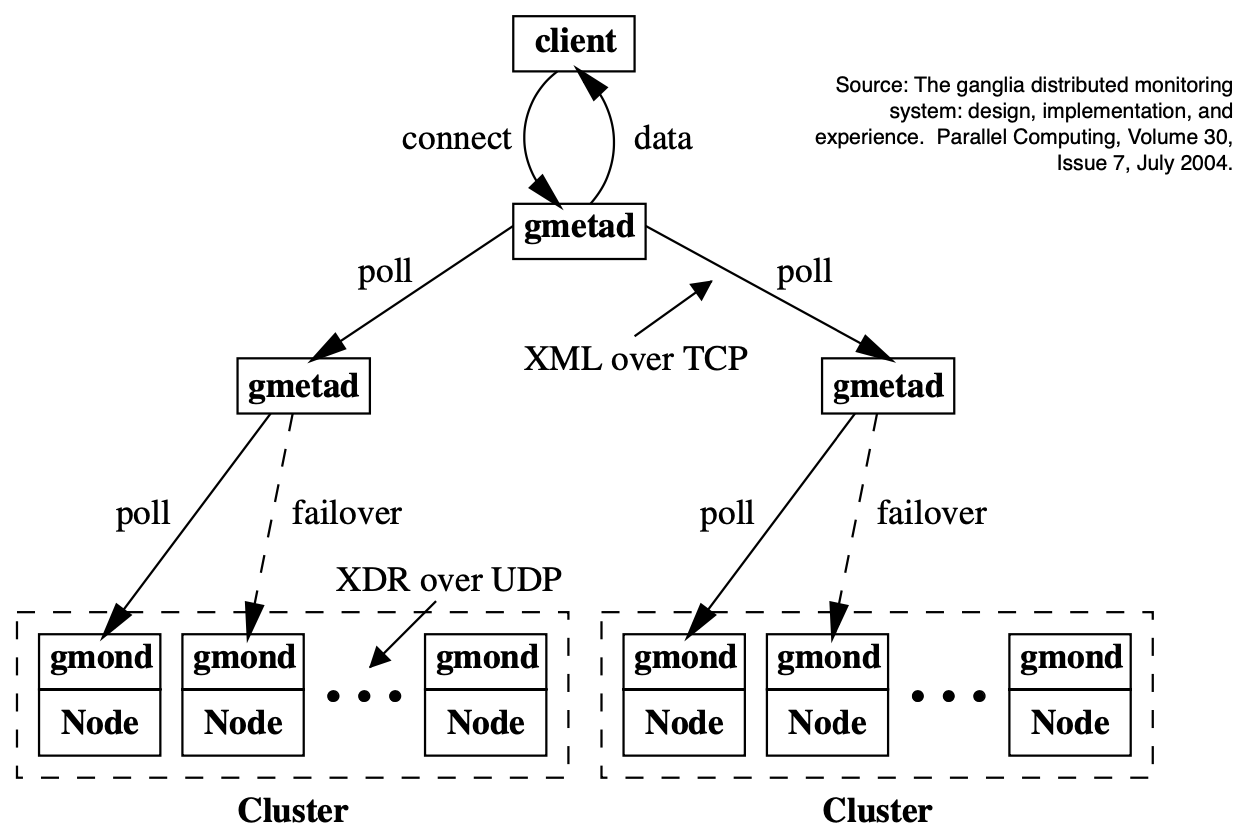 client
Source: The ganglia distributed monitoring
system: design, implementation, and
experience.  Parallel Computing, Volume 30,
Issue 7, July 2004.
connect
data
gmetad
poll
poll
XML over TCP
gmetad
gmetad
poll
failover
poll
failover
XDR over UDP
gmond
gmond
gmond
gmond
gmond
gmond
Node
Node
Node
Node
Node
Node
Cluster
Cluster